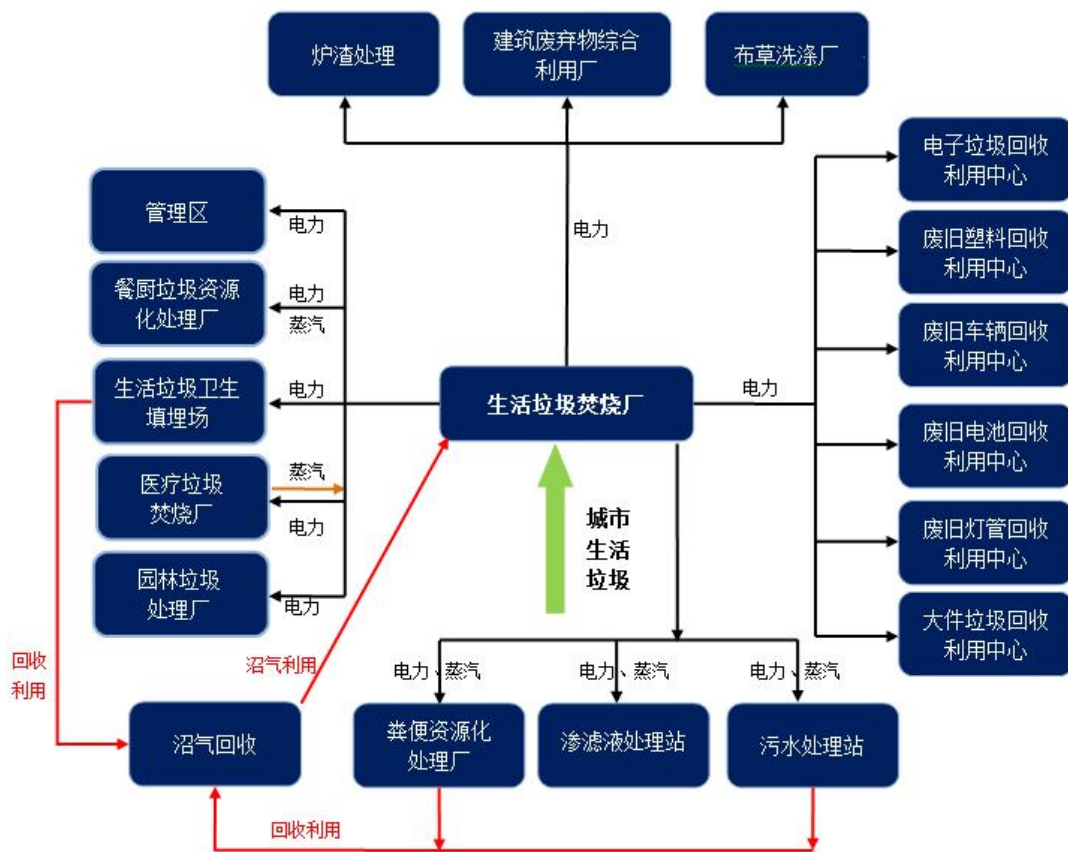 炉渣处理
建筑废弃物综合
利用厂
布草洗涤厂
电子垃圾回收
利用中心
管理区
电力
电力
废旧塑料回收
利用中心
餐厨垃圾资源
化处理厂
电力
蒸汽
废旧车辆回收
利用中心
生活垃圾卫生
填埋场
电力
生活垃圾焚烧厂
电力
废旧电池回收
利用中心
医疗垃圾
焚烧厂
蒸汽
电力
城市
生活
垃圾
废旧灯管回收
利用中心
园林垃圾
处理厂
电力
大件垃圾回收
利用中心
回收
利用
沼气利用
电力、蒸汽
电力、蒸汽
电力、蒸汽
沼气回收
粪便资源化
处理厂
渗滤液处理站
污水处理站
回收利用